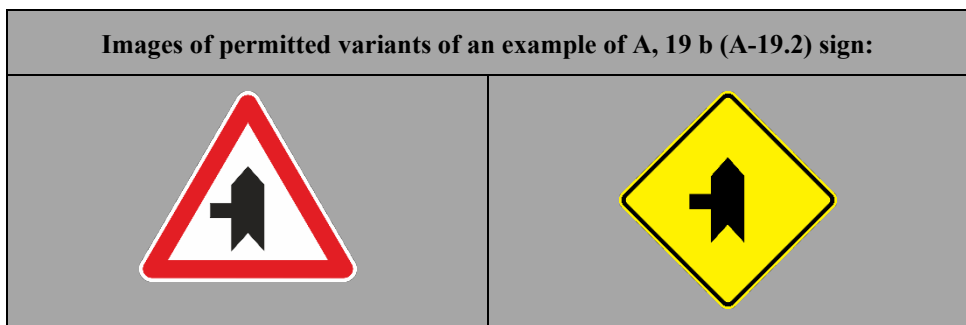 Images of permitted variants of an example of A, 19 b (A-19.2) sign: